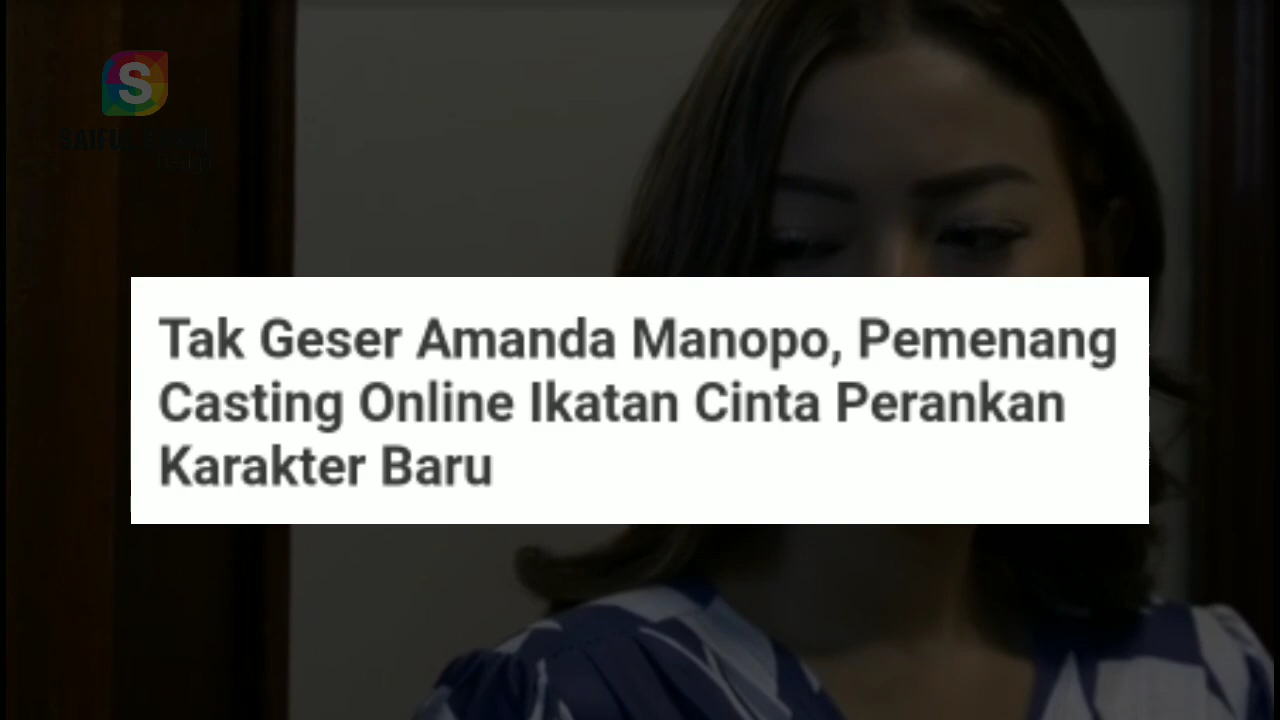 S
Tak Geser Amanda Manopo, Pemenang
Casting Online Ikatan Cinta Perankan
Karakter Baru